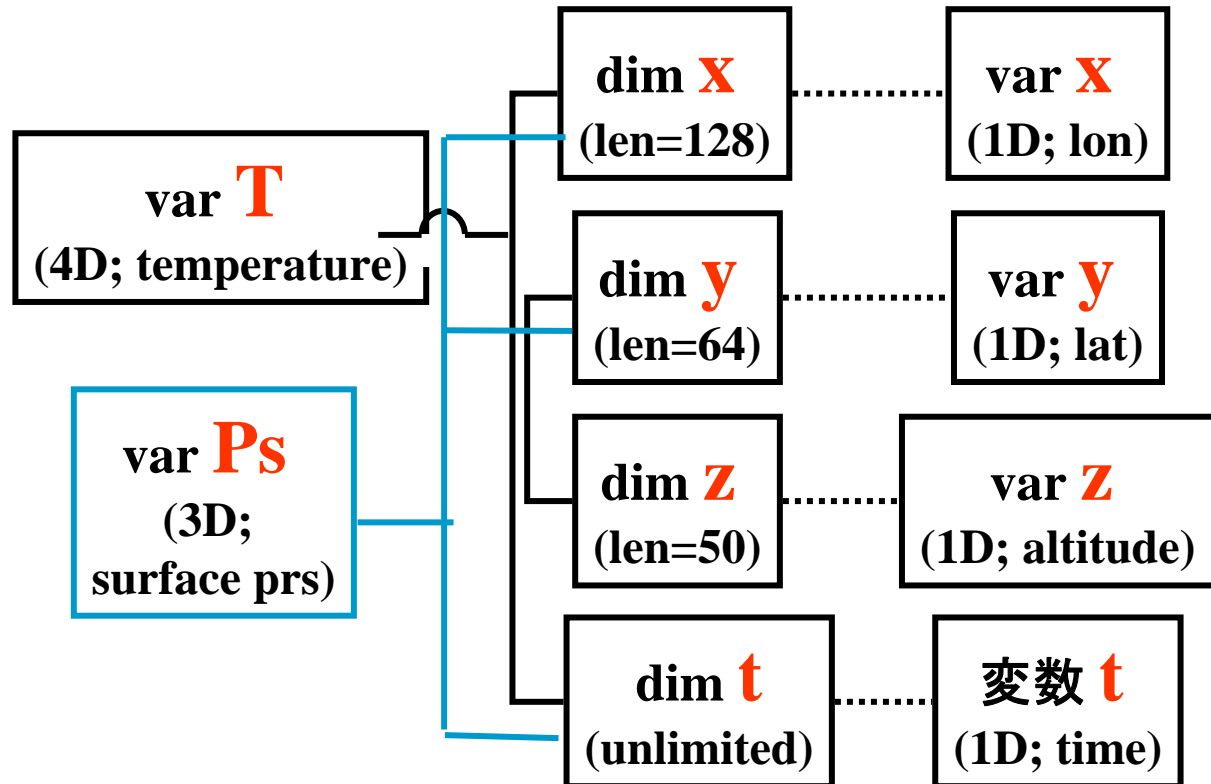 var T
(4D; temperature)
var Ps
(3D;
surface prs)
dim x
(len=128)
var x
(1D; lon)
dim y
(len=64)
var y
(1D; lat)
dim z
(len=50)
var z
(1D; altitude)
dim t
(unlimited)
変数 t
(1D; time)